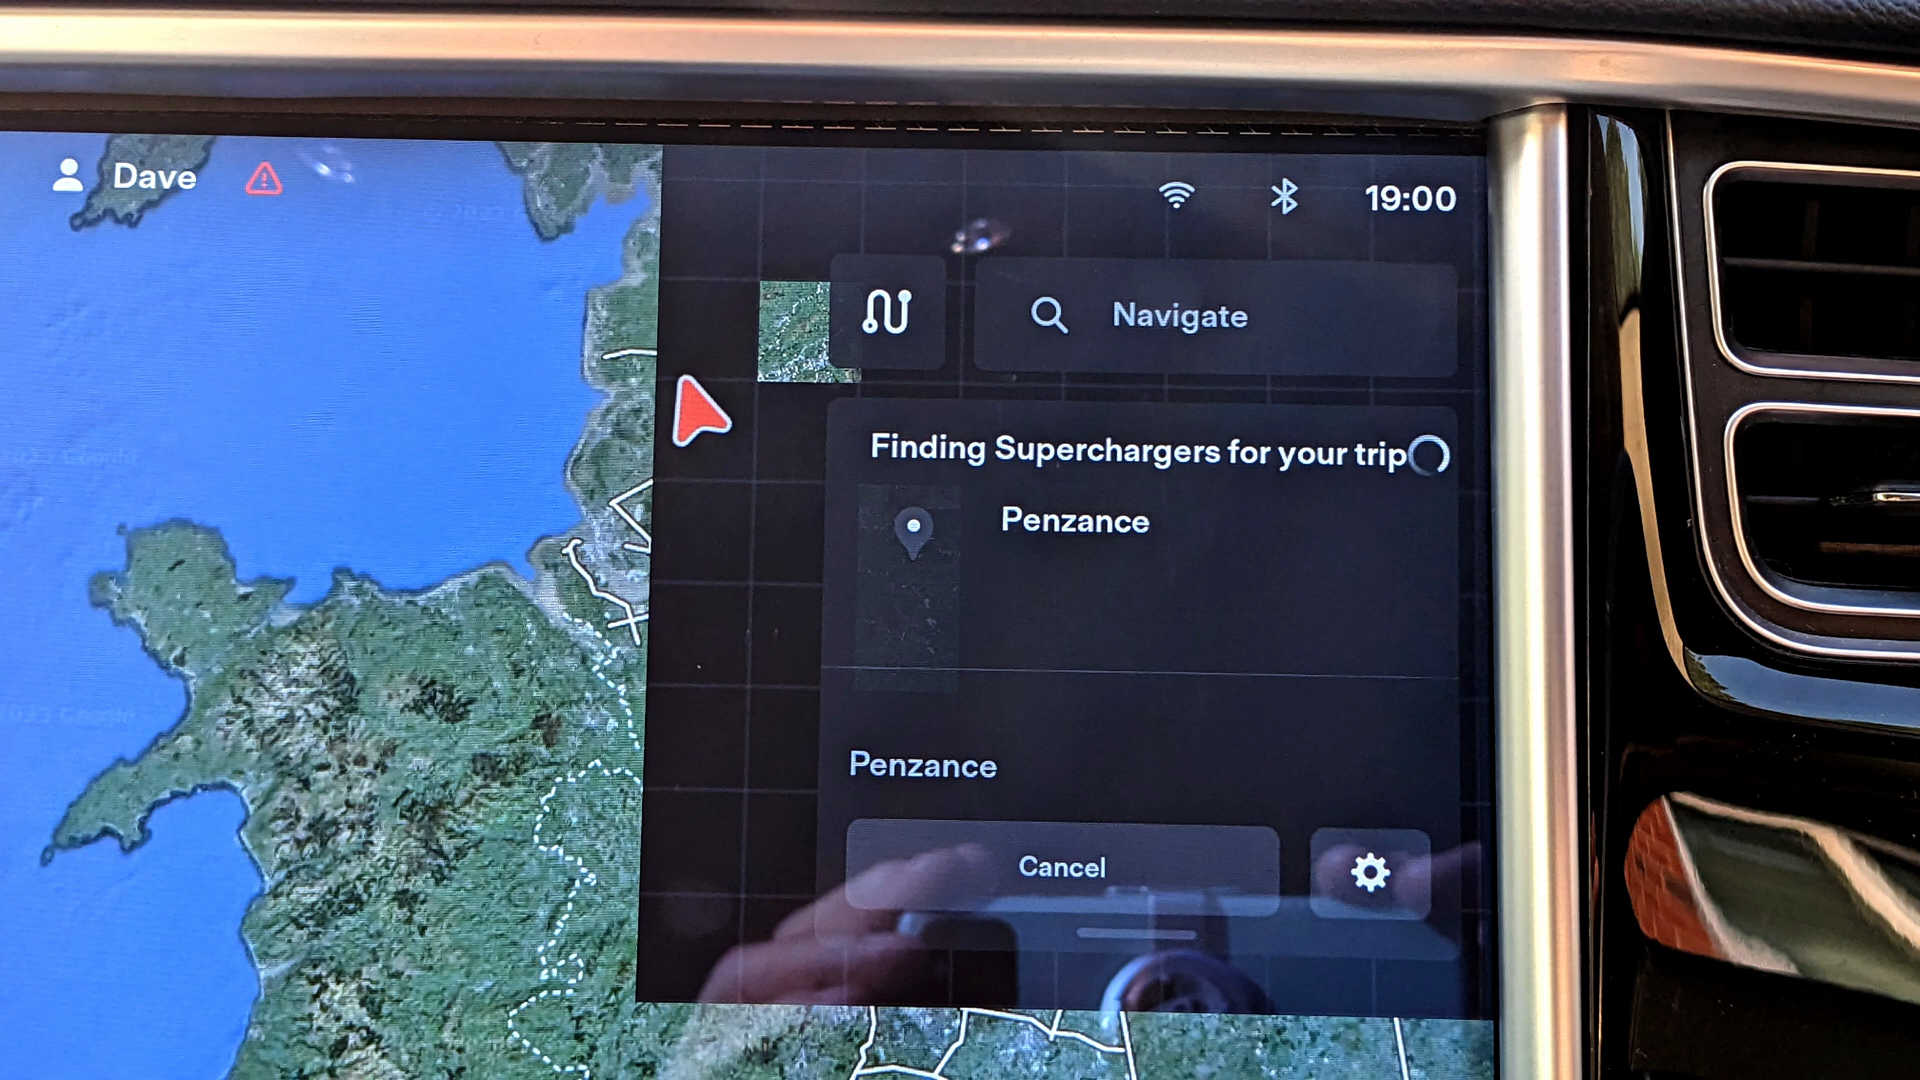 Dave
19:00
Navigate
Finding Superchargers for your trip
Penzance
Penzance
Cancel